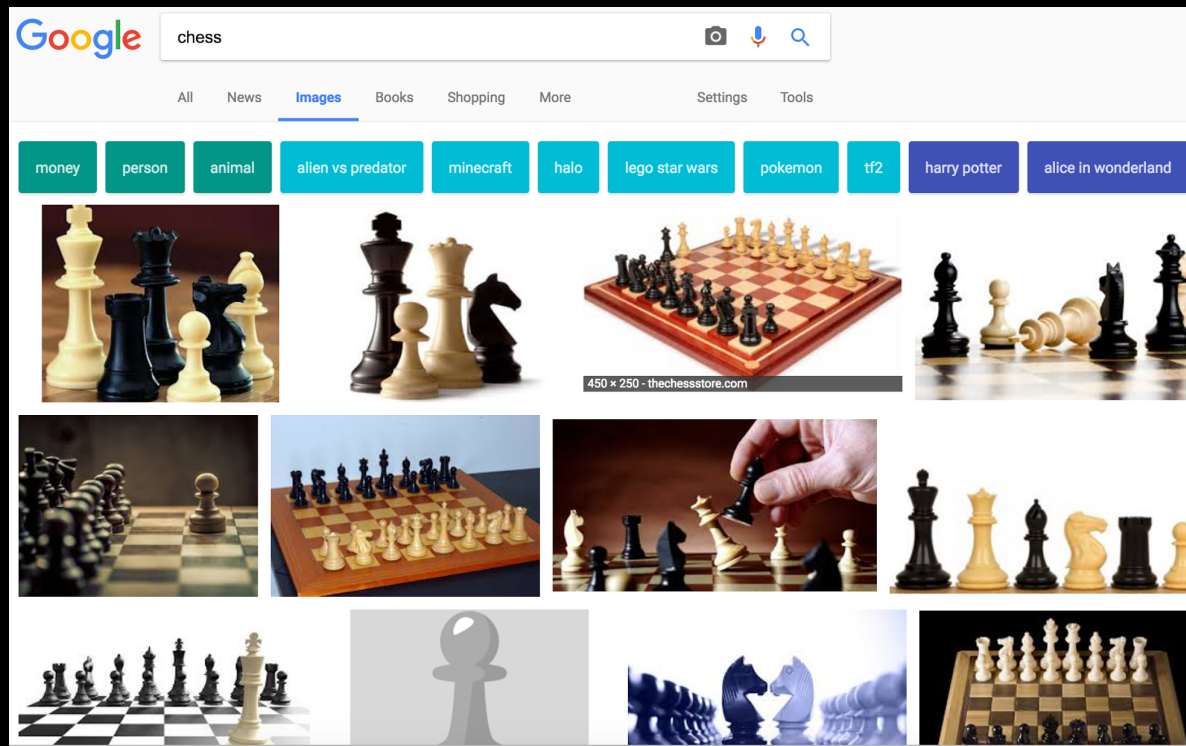 Google chess
All News Images Books Shopping More Settings Tools
money person animal alien vs predator minecraft halo lego star wars pokemon tf2 harry potter alice in wonderland
450 × 250 - thechessstore.com